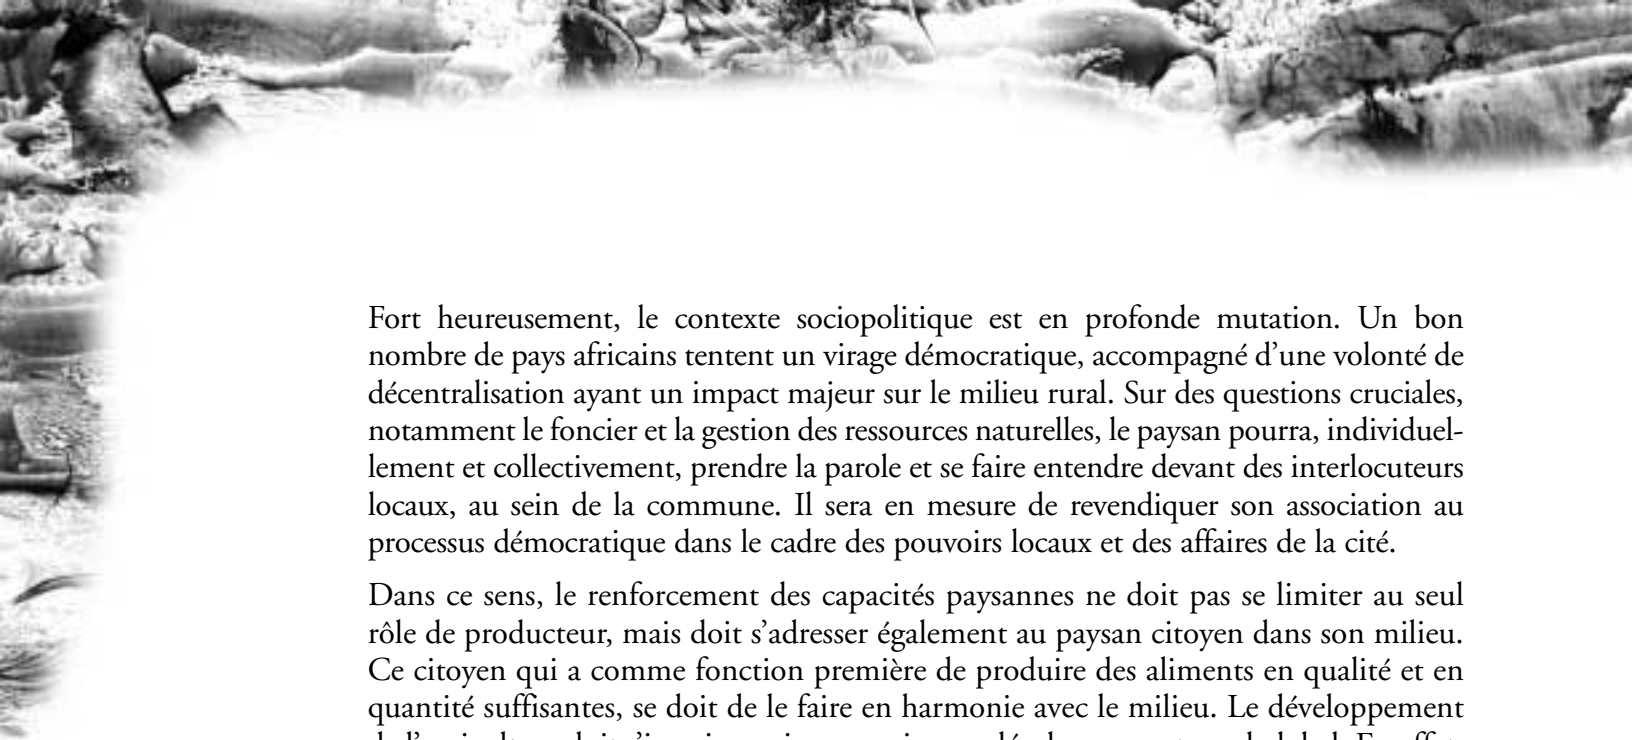 Fort heureusement, le contexte sociopolitique est en profonde mutation. Un bon
nombre de pays africains tentent un virage démocratique, accompagné d’une volonté de
décentralisation ayant un impact majeur sur le milieu rural. Sur des questions cruciales,
notamment le foncier et la gestion des ressources naturelles, le paysan pourra, individuel-
lement et collectivement, prendre la parole et se faire entendre devant des interlocuteurs
locaux, au sein de la commune. Il sera en mesure de revendiquer son association au
processus démocratique dans le cadre des pouvoirs locaux et des affaires de la cité.
Dans ce sens, le renforcement des capacités paysannes ne doit pas se limiter au seul
rôle de producteur, mais doit s’adresser également au paysan citoyen dans son milieu.
Ce citoyen qui a comme fonction première de produire des aliments en qualité et en
quantité suffisantes, se doit de le faire en harmonie avec le milieu. Le développement